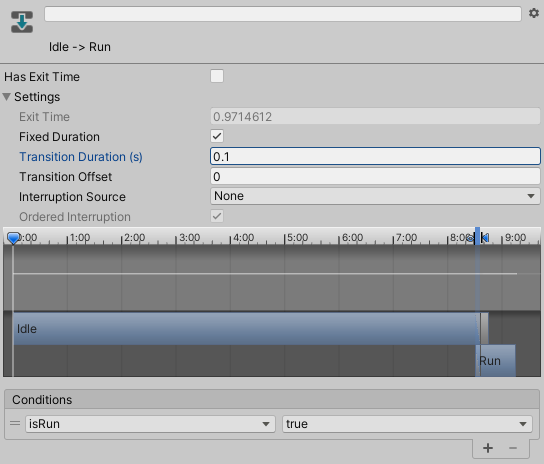 Idle -> Run
Has Exit Time
Settings
Exit Time 0.9714612
Fixed Duration
Transition Duration (s) 0.1
Transition Offset 0
Interruption Source None
Ordered Interruption
0:00 1:00 2:00 3:00 4:00 5:00 6:00 7:00 8:00 9:00
Idle
Run
Conditions
isRun true